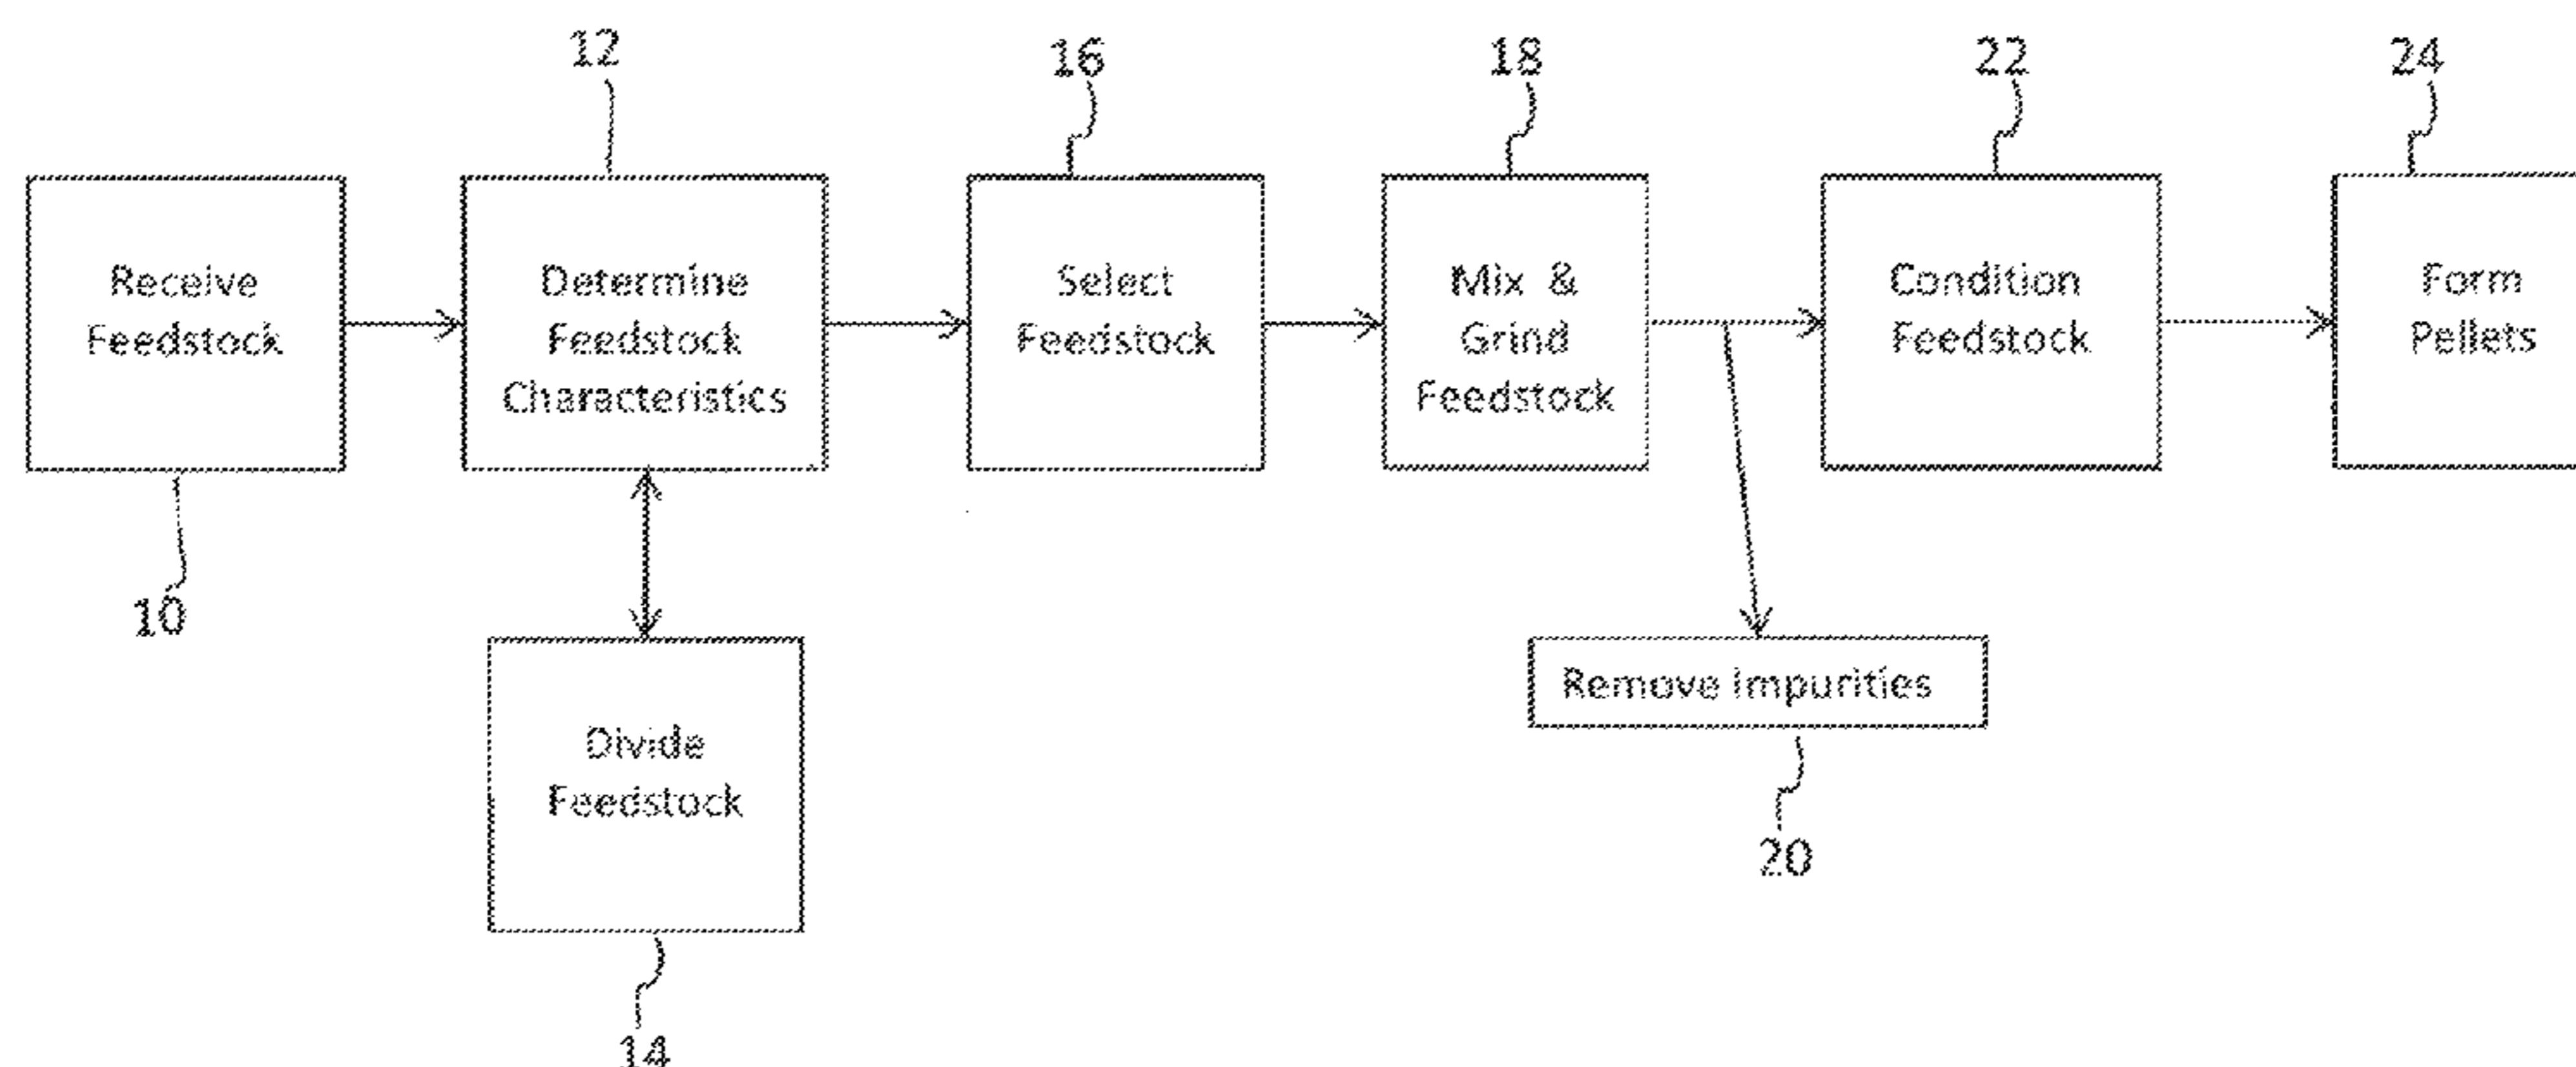 12
16
18
22
24
Receive
Feedstock
Determine
Feedstock
Characteristics
Select
Feedstock
Mix &
Grind
Feedstock
Condition
Feedstock
Form
Pellets
10
Remove Impurities
20
Divide
Feedstock
14